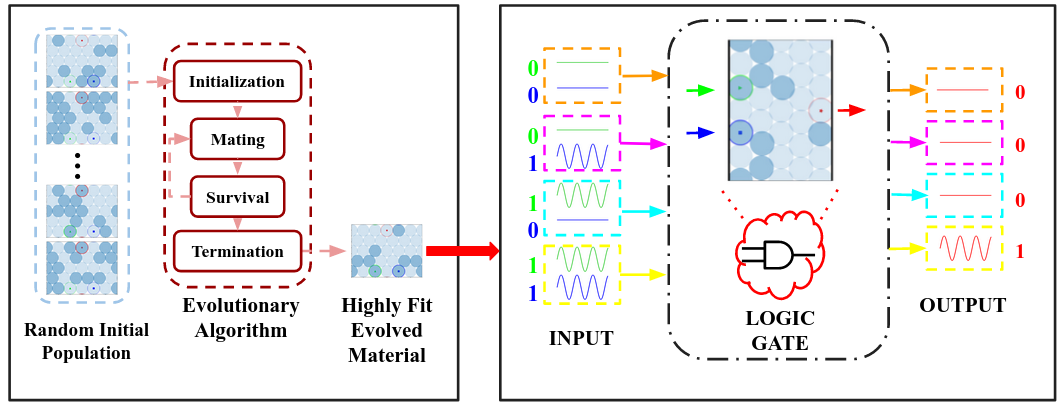 Initialization
Mating
Survival
Termination
Random Initial
Population
Evolutionary
Algorithm
Highly Fit
Evolved
Material
0
0
0
1
1
0
1
1
INPUT
LOGIC
GATE
0
0
0
1
OUTPUT